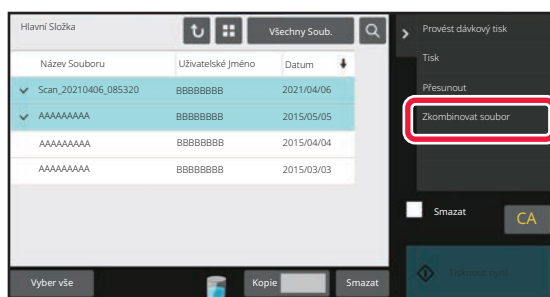 Hlavní Složka
Všechny Soub.
Název Souboru Uživatelské Jméno Datum
Scan_20210406_085320 BBBBBBBB 2021/04/06
AAAAAAAAA BBBBBBBB 2015/05/05
AAAAAAAAA BBBBBBBB 2015/04/04
AAAAAAAAA BBBBBBBB 2015/03/03
Vyber vše
Kopie
Smazat
Provést dávkový tisk
Tisk
Přesunout
Zkombinovat soubor
Smazat
CA